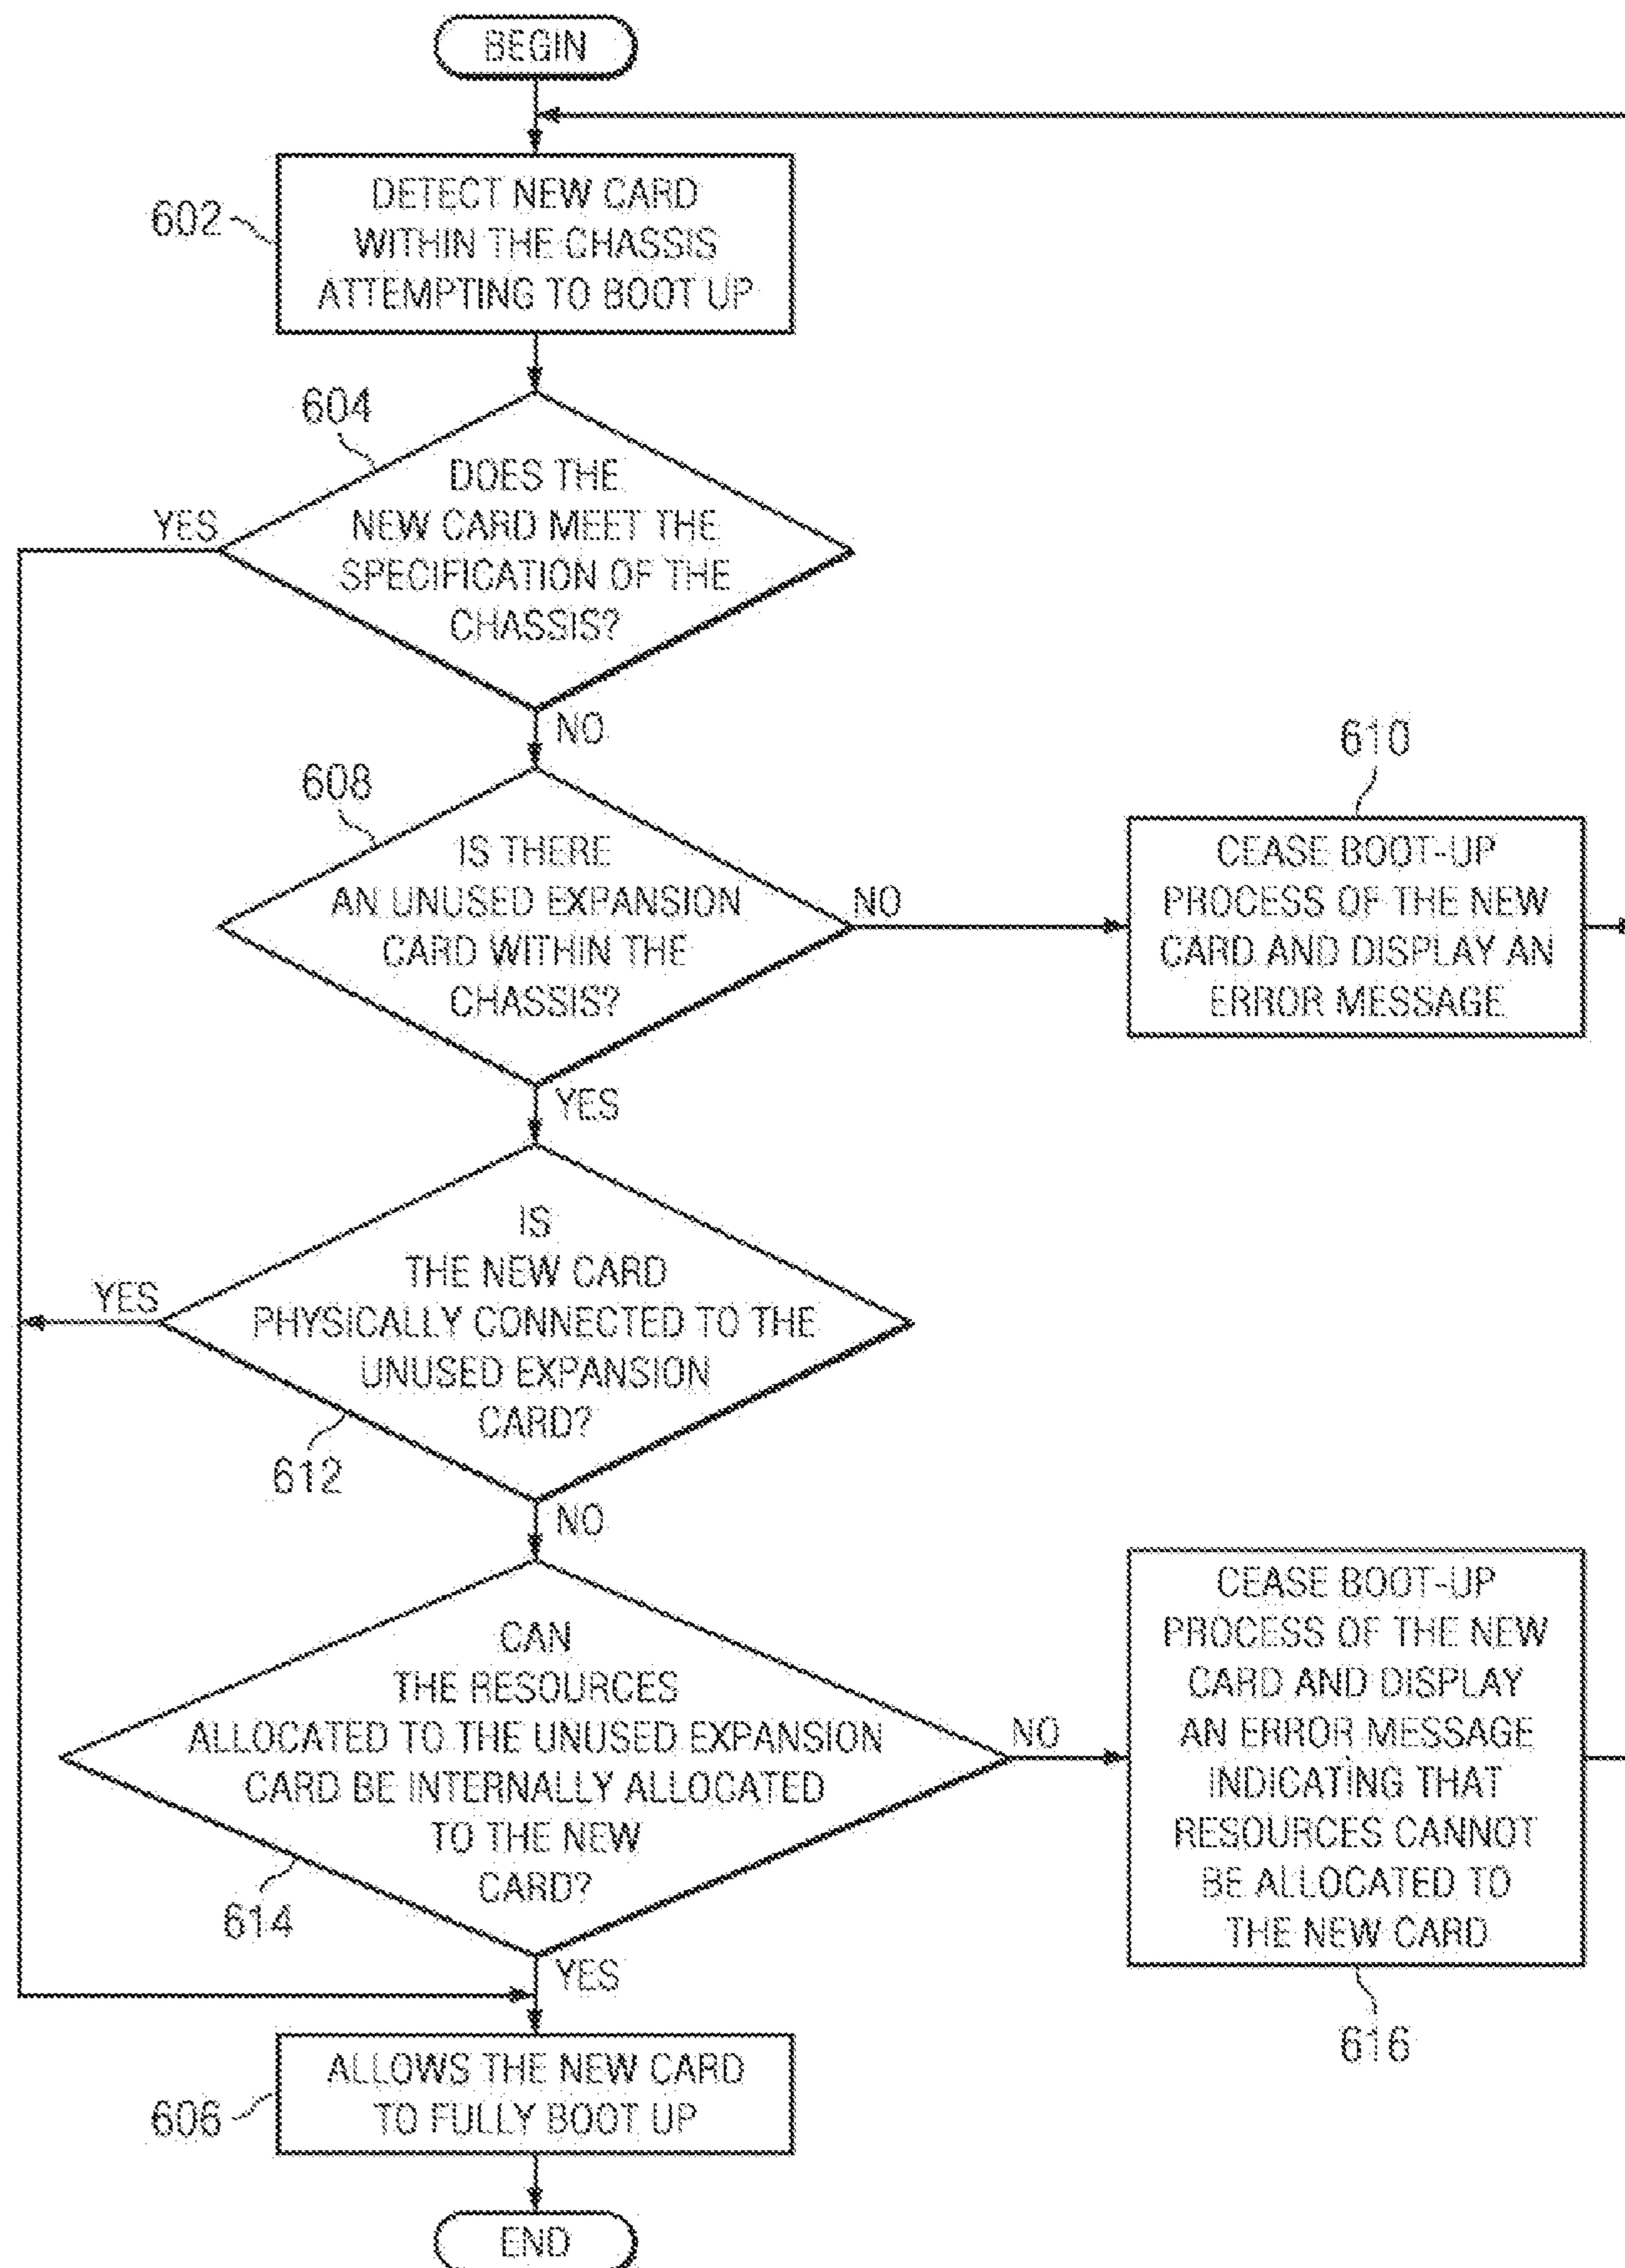 BEGIN
602
DETECT NEW CARD
WITHIN THE CHASSIS
ATTEMPTING TO BOOT UP
604
DOES THE
NEW CARD MEET THE
SPECIFICATION OF THE
CHASSIS?
YES
NO
608
IS THERE
AN UNUSED EXPANSION
CARD WITHIN THE
CHASSIS?
NO
610
CEASE BOOT-UP
PROCESS OF THE NEW
CARD AND DISPLAY AN
ERROR MESSAGE
YES
IS
THE NEW CARD
PHYSICALLY CONNECTED TO THE
UNUSED EXPANSION
CARD?
YES
612
NO
CAN
THE RESOURCES
ALLOCATED TO THE UNUSED EXPANSION
CARD BE INTERNALLY ALLOCATED
TO THE NEW
CARD?
614
NO
CEASE BOOT-UP
PROCESS OF THE NEW
CARD AND DISPLAY
AN ERROR MESSAGE
INDICATING THAT
RESOURCES CANNOT
BE ALLOCATED TO
THE NEW CARD
616
YES
606
ALLOWS THE NEW CARD
TO FULLY BOOT UP
END